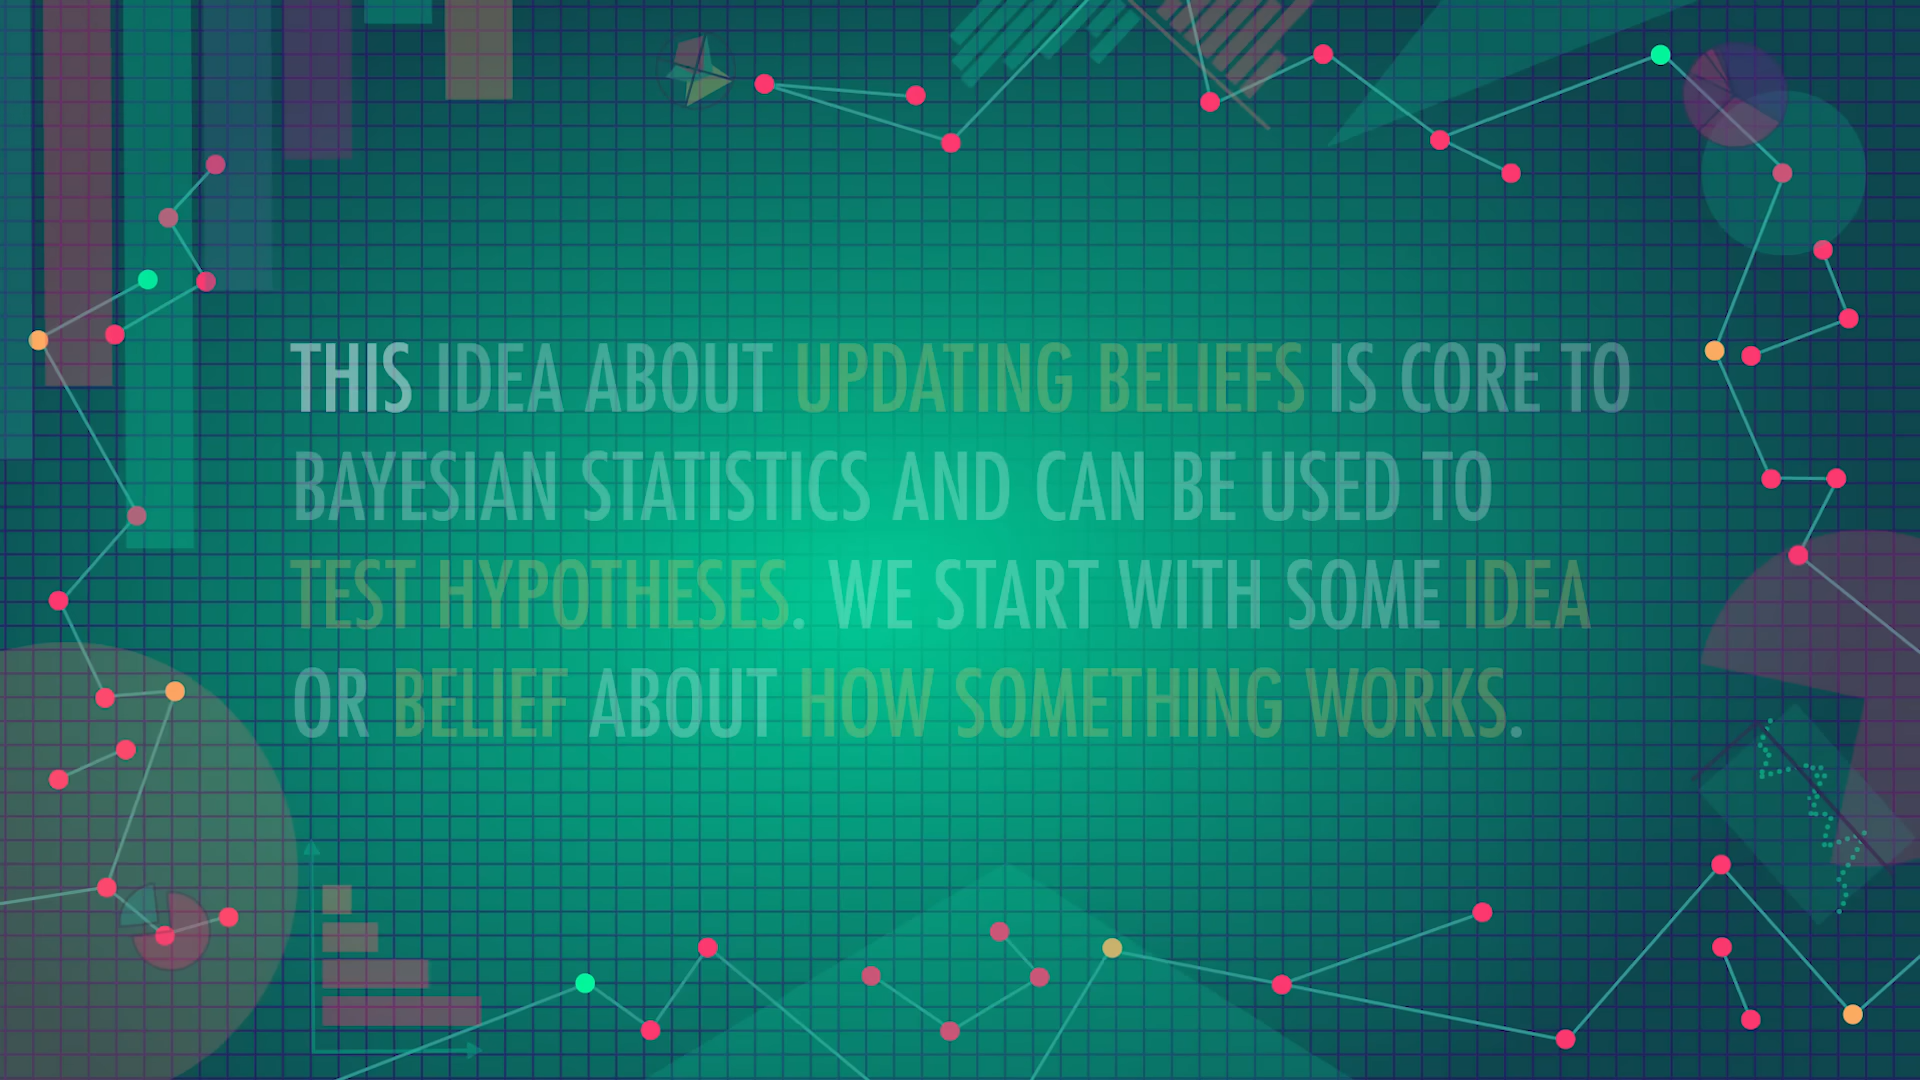 THIS IDEA ABOUT UPDATING BELIEFS IS CORE TO
BAYESIAN STATISTICS AND CAN BE USED TO
TEST HYPOTHESES. WE START WITH SOME IDEA
OR BELIEF ABOUT HOW SOMETHING WORKS.